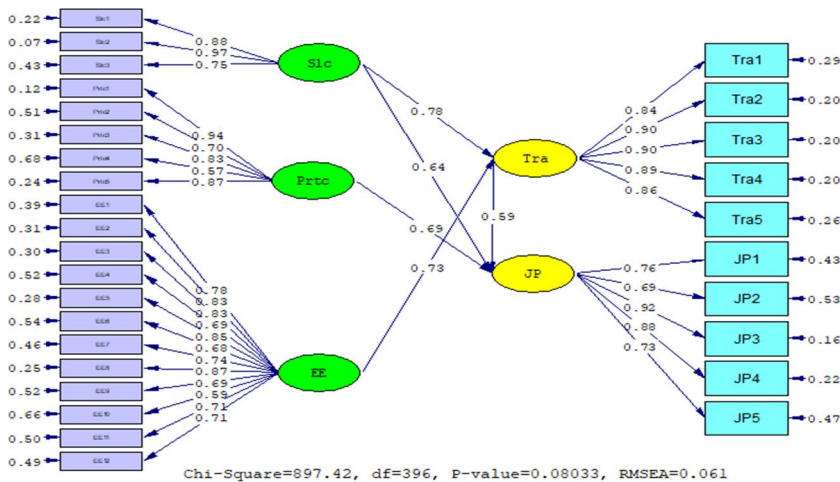 0.22
Slc1
0.07
Slc2
0.43
Slc3
0.12
Prtc1
0.51
Prtc2
0.31
Prtc3
0.68
Prtc4
0.24
Prtc5
0.39
EE1
0.31
EE2
0.30
EE3
0.52
EE4
0.28
EE5
0.54
EE6
0.46
EE7
0.25
EE8
0.52
EE9
0.66
EE10
0.50
EE11
0.49
EE12
0.88
0.97
0.75
0.94
0.70
0.83
0.57
0.87
0.78
0.83
0.83
0.69
0.85
0.68
0.74
0.87
0.69
0.59
0.71
0.71
Slc
Prtc
EE
0.78
0.64
0.69
0.73
0.59
Tra
JP
0.84
0.90
0.90
0.89
0.86
0.76
0.69
0.92
0.88
0.73
Tra1
0.29
Tra2
0.20
Tra3
0.20
Tra4
0.20
Tra5
0.26
JP1
0.43
JP2
0.53
JP3
0.16
JP4
0.22
JP5
0.47
Chi-Square=897.42, df=396, P-value=0.08033, RMSEA=0.061